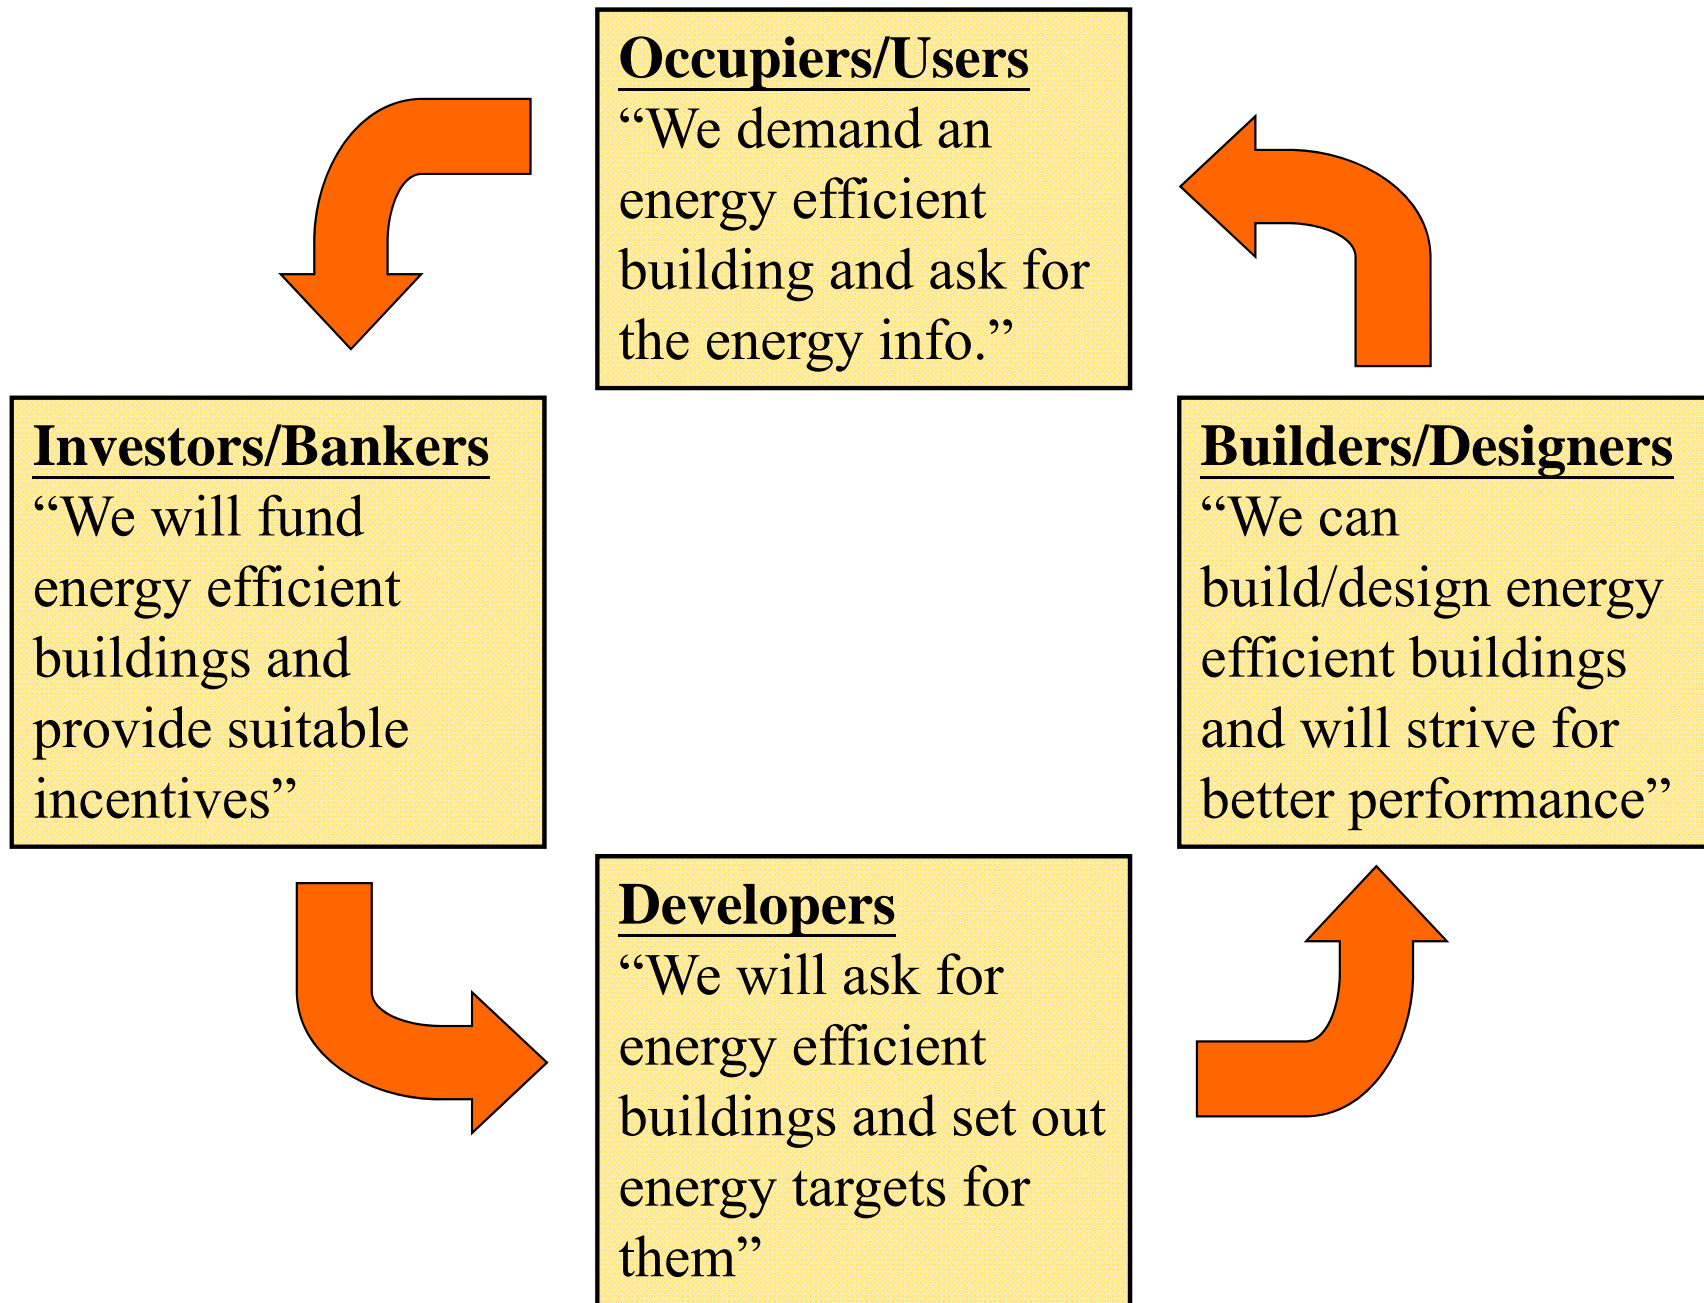 Occupiers/Users
“We demand an
energy efficient
building and ask for
the energy info.”
Investors/Bankers
“We will fund
energy efficient
buildings and
provide suitable
incentives”
Builders/Designers
“We can
build/design energy
efficient buildings
and will strive for
better performance”
Developers
“We will ask for
energy efficient
buildings and set out
energy targets for
them”